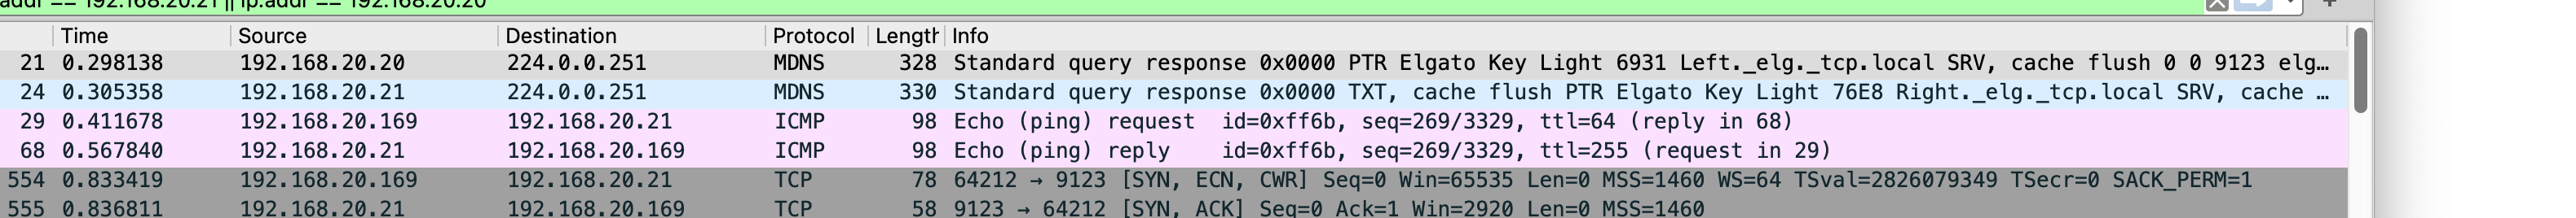 addr == 192.168.20.21 || ip.addr == 192.168.20.20
Time Source Destination Protocol Length Info
21 0.298138 192.168.20.20 224.0.0.251 MDNS 328 Standard query response 0x0000 PTR Elgato Key Light 6931 Left._elg._tcp.local SRV, cache flush 0 0 9123 elg…
24 0.305358 192.168.20.21 224.0.0.251 MDNS 330 Standard query response 0x0000 TXT, cache flush PTR Elgato Key Light 76E8 Right._elg._tcp.local SRV, cache …
29 0.411678 192.168.20.169 192.168.20.21 ICMP 98 Echo (ping) request id=0xff6b, seq=269/3329, ttl=64 (reply in 68)
68 0.567840 192.168.20.21 192.168.20.169 ICMP 98 Echo (ping) reply id=0xff6b, seq=269/3329, ttl=255 (request in 29)
554 0.833419 192.168.20.169 192.168.20.21 TCP 78 64212 → 9123 [SYN, ECN, CWR] Seq=0 Win=65535 Len=0 MSS=1460 WS=64 TSval=2826079349 TSecr=0 SACK_PERM=1
555 0.836811 192.168.20.21 192.168.20.169 TCP 58 9123 → 64212 [SYN, ACK] Seq=0 Ack=1 Win=2920 Len=0 MSS=1460